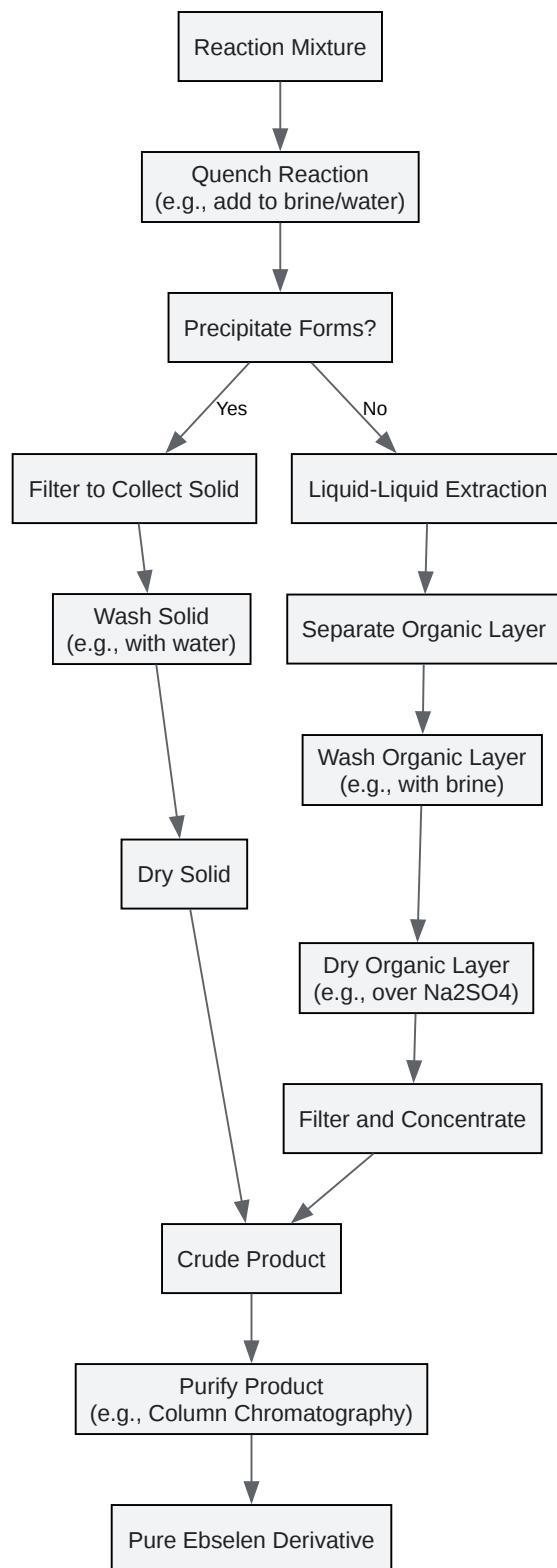 Reaction Mixture
Quench Reaction
(e.g., add to brine/water)
Precipitate Forms?
Yes
No
Filter to Collect Solid
Liquid-Liquid Extraction
Wash Solid
(e.g., with water)
Separate Organic Layer
Wash Organic Layer
(e.g., with brine)
Dry Solid
Dry Organic Layer
(e.g., over Na2SO4)
Filter and Concentrate
Crude Product
Purify Product
(e.g., Column Chromatography)
Pure Ebselen Derivative